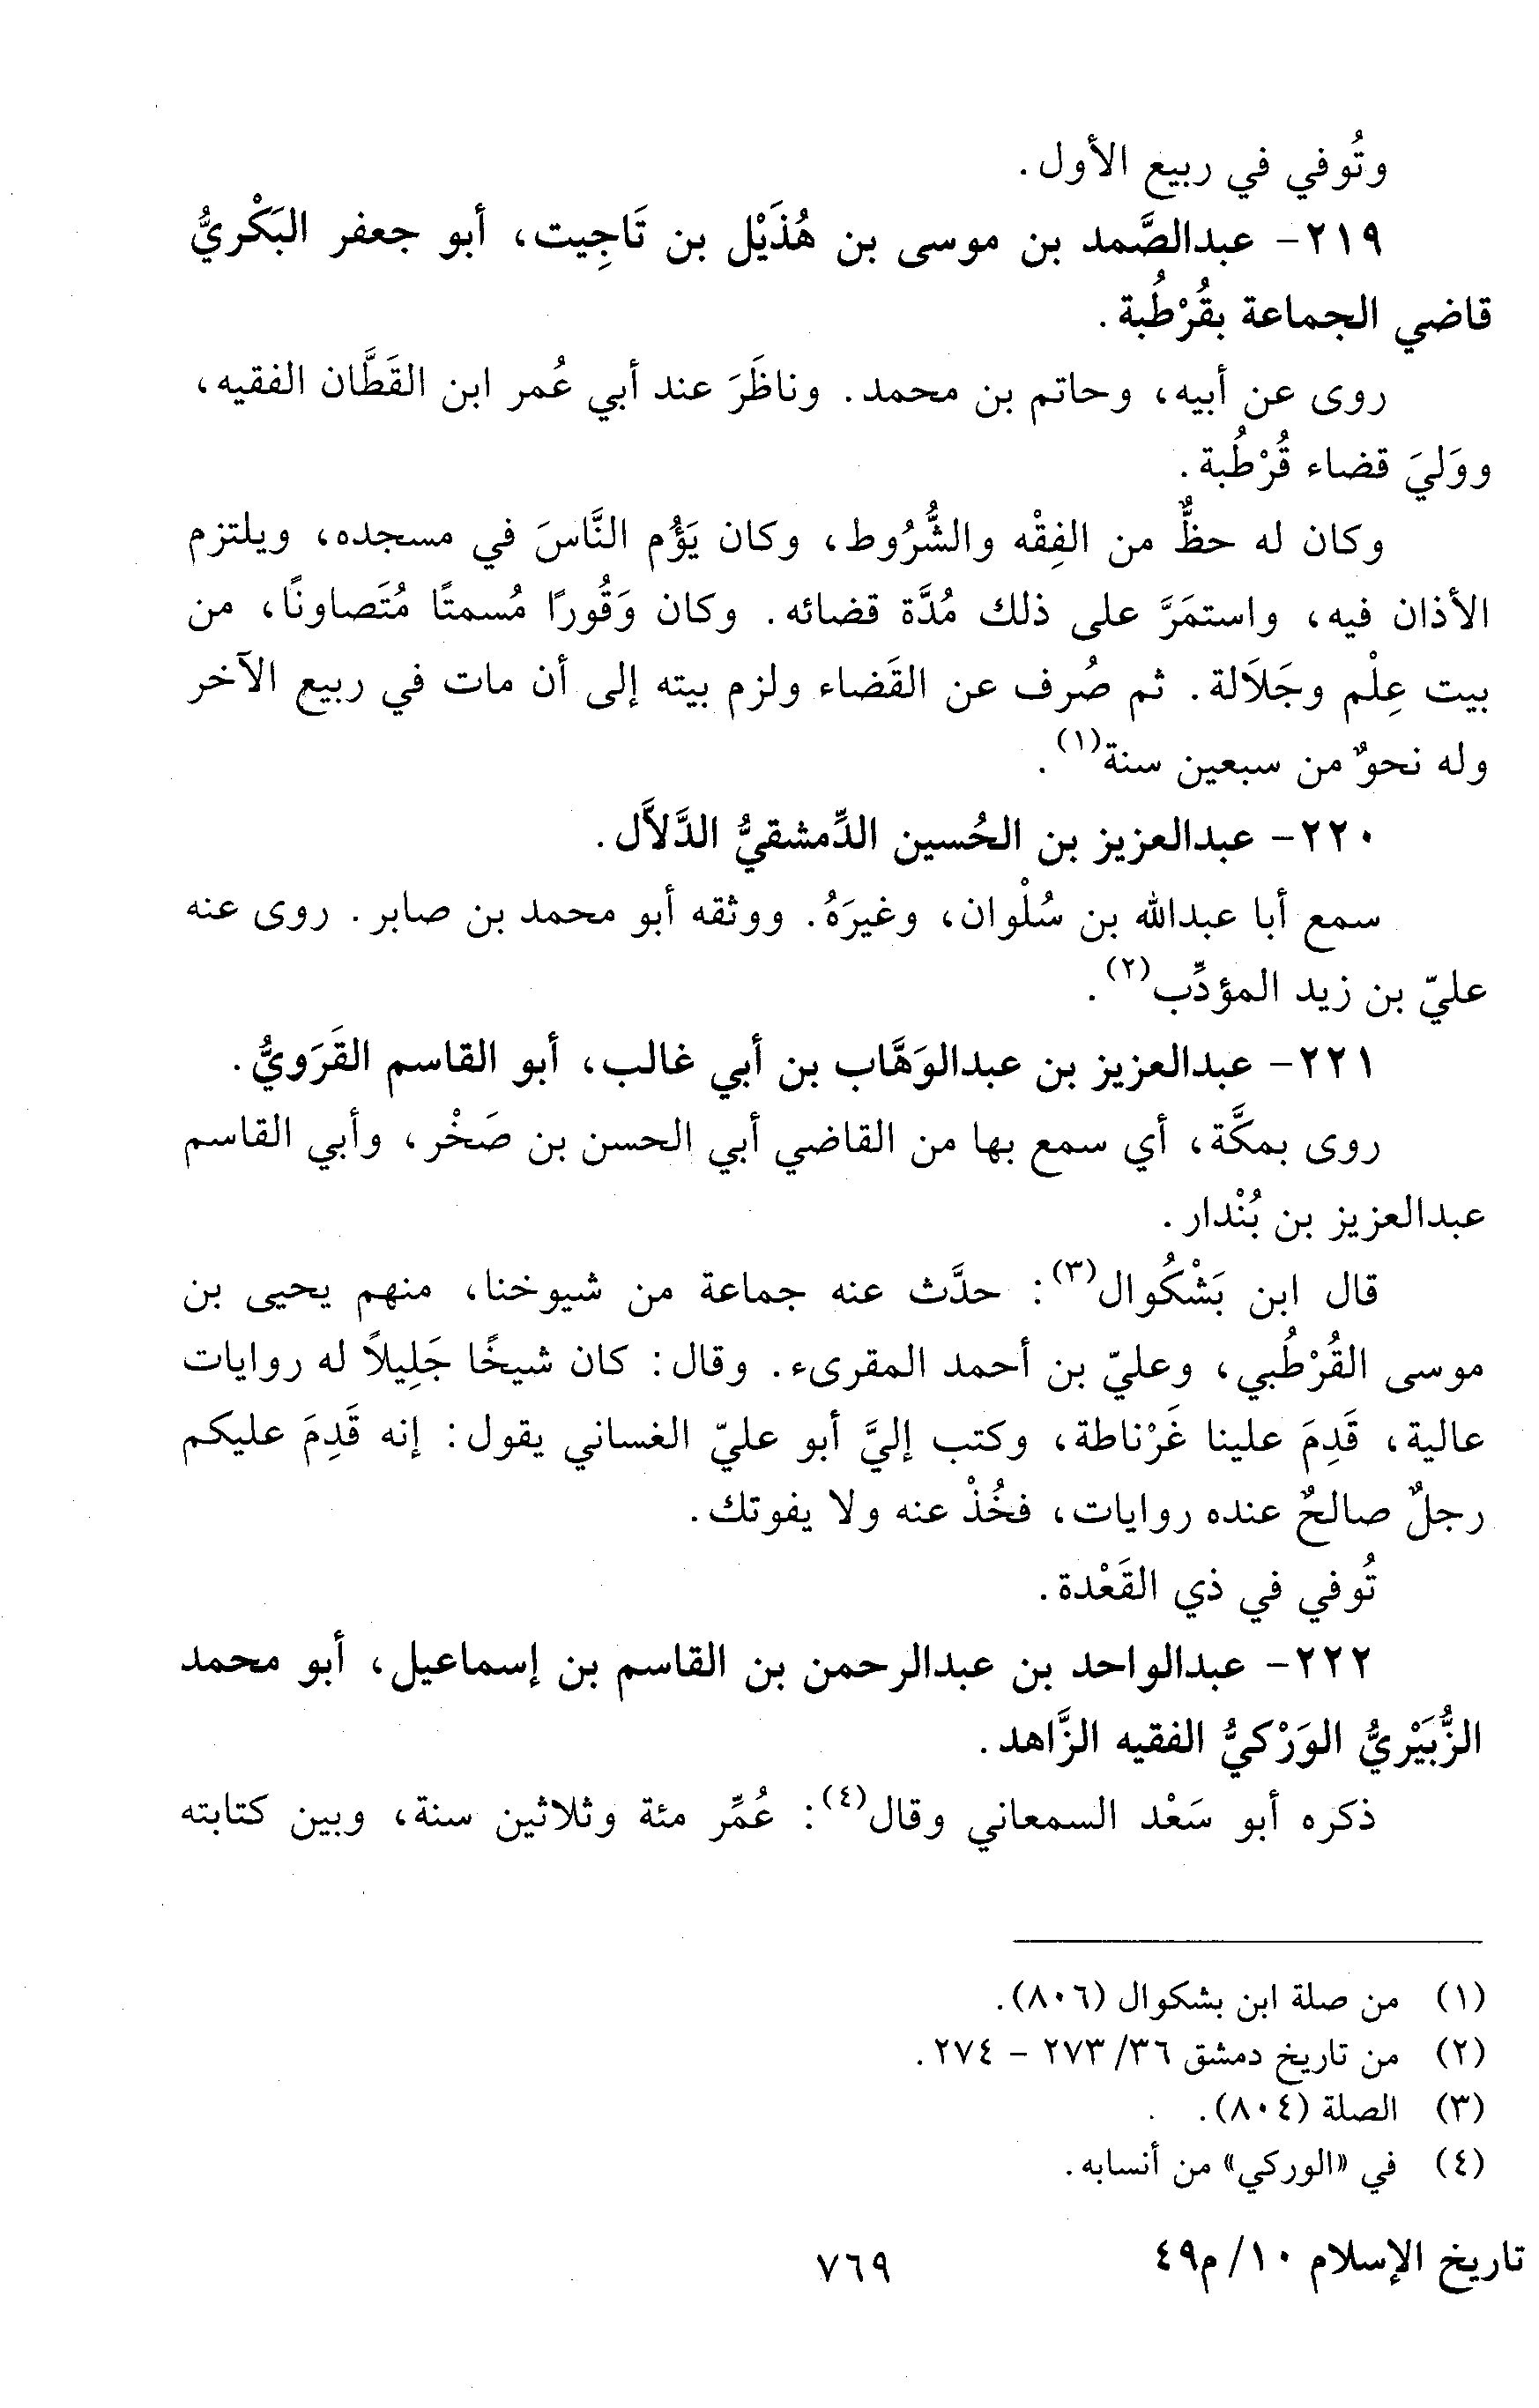 وتُوفي في ربيع الأول.
٢١٩- عبدالصَّمد بن موسى بن هُذَيْل بن تَاجِيت، أبو جعفر البَكْريُّ
قاضي الجماعة بقُرْطُبة.
روى عن أبيه، وحاتم بن محمد. وناظَرَ عند أبي عُمر ابن القَطَّان الفقيه،
ووَليَ قضاء قُرْطُبة.
وكان له حظٌّ من الفِقْه والشُّرُوط، وكان يَؤُم النَّاسَ في مسجده، ويلتزم
الأذان فيه، واستمَرَّ على ذلك مُدَّة قضائه. وكان وَقُورًا مُسمتًا مُتَصاونًا، من
بيت عِلْم وجَلَالة. ثم صُرف عن القَضاء ولزم بيته إلى أن مات في ربيع الآخر
وله نحوٌ من سبعين سنة(١).
٢٢٠- عبدالعزيز بن الحُسين الدِّمشقيُّ الدَّلاَّل.
سمع أبا عبدالله بن سُلْوان، وغيرَهُ. ووثقه أبو محمد بن صابر. روى عنه
عليّ بن زيد المؤدِّب(٢).
٢٢١- عبدالعزيز بن عبدالوَهَّاب بن أبي غالب، أبو القاسم القَرَويُّ.
روى بمكَّة، أي سمع بها من القاضي أبي الحسن بن صَخْر، وأبي القاسم
عبدالعزيز بن بُنْدار.
قال ابن بَشْكُوال(٣): حدَّث عنه جماعة من شيوخنا، منهم يحيى بن
موسى القُرْطُبي، وعليّ بن أحمد المقرىء. وقال: كان شيخًا جَلِيلاً له روايات
عالية، قَدِمَ علينا غَرْناطة، وكتب إليَّ أبو عليّ الغساني يقول: إنه قَدِمَ عليكم
رجلٌ صالحٌ عنده روايات، فخُذْ عنه ولا يفوتك.
تُوفي في ذي القَعْدة.
٢٢٢- عبدالواحد بن عبدالرحمن بن القاسم بن إسماعيل، أبو محمد
الزُّبَيْريُّ الوَرْكيُّ الفقيه الزَّاهد.
ذكره أبو سَعْد السمعاني وقال(٤): عُمِّر مئة وثلاثين سنة، وبين كتابته
(١) من صلة ابن بشكوال (٨٠٦).
(٢) من تاريخ دمشق ٣٦/ ٢٧٣ - ٢٧٤.
(٣) الصلة (٨٠٤).
(٤) في «الوركي» من أنسابه.
تاريخ الإسلام ١٠/ م٤٩
٧٦٩